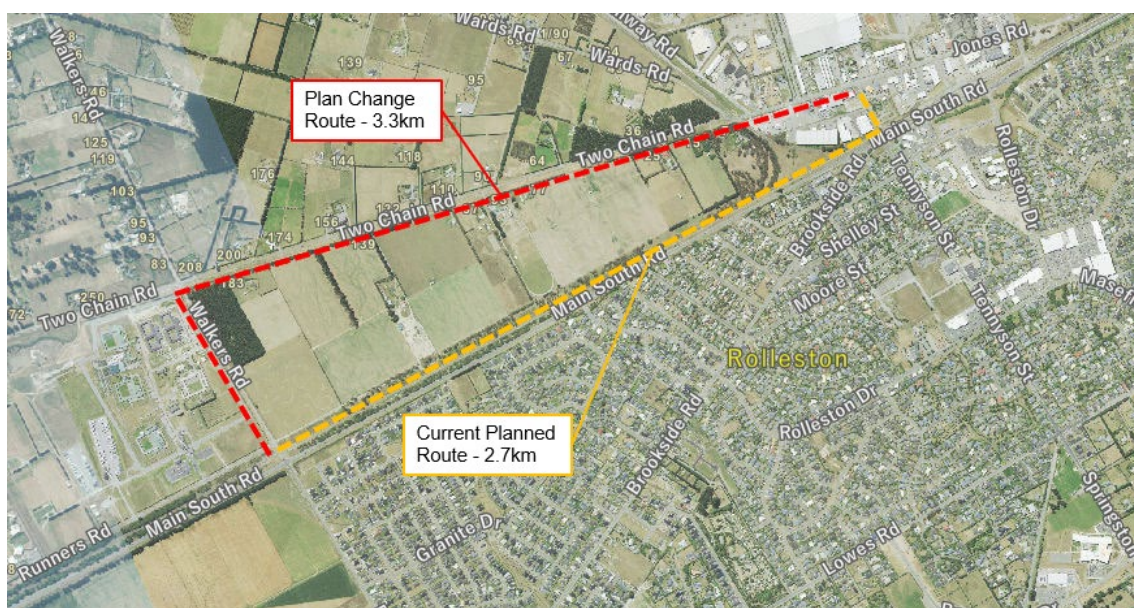 Walkers Rd
Wards Rd
1/90
Wards Rd
Jones Rd
139
67
95
146
125
119
Plan Change
Route - 3.3km
36
Two Chain Rd
Main South Rd
Rolleston Dr
103
176
144
118
64
95
93
156
Two Chain Rd
139
Brookside Rd
Tennyson St
Shelley St
83
208
200
174
183
250
72
Two Chain Rd
Walkers Rd
Main South Rd
Moore St
Tennyson St
Rolleston
Current Planned
Route - 2.7km
Rolleston Dr
Brookside Rd
Main South Rd
Runners Rd
Granite Dr
Lowes Rd
Springston